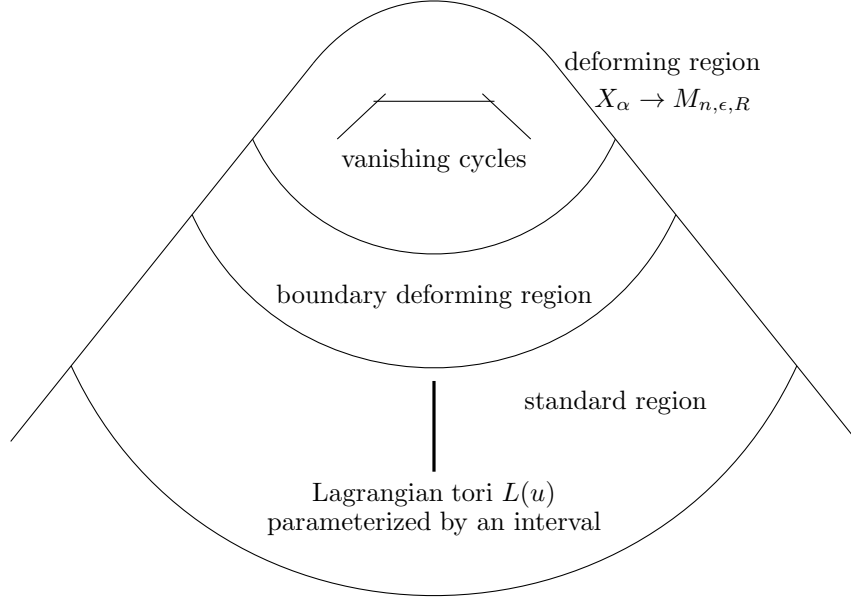 deforming region
X_α → M_{n,ϵ,R}
vanishing cycles
boundary deforming region
standard region
Lagrangian tori L(u)
parameterized by an interval